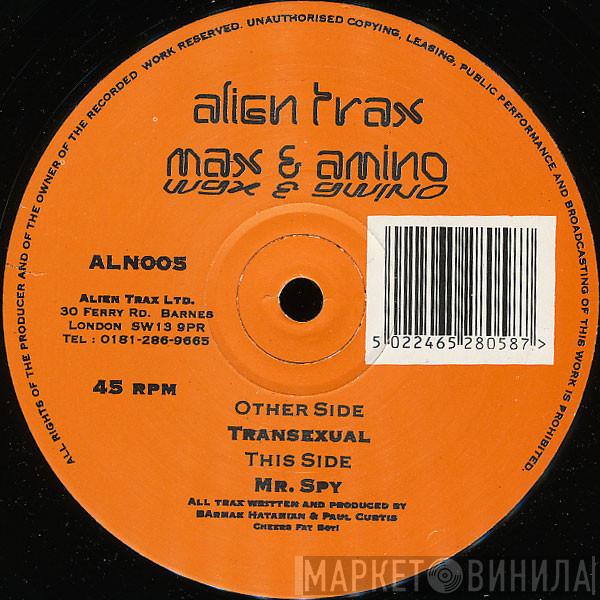 ALL RIGHTS OF THE PRODUCER AND OF THE OWNER OF THE RECORDED WORK RESERVED. UNAUTHORISED COPYING, LEASING, PUBLIC PERFORMANCE AND BROADCASTING OF THIS WORK IS PROHIBITED.
alien trax
max & amino
max & amino
ALN005
ALIEN TRAX LTD.
30 FERRY RD. BARNES
LONDON SW13 9PR
TEL : 0181-286-9665
5 022465 280587 >
45 RPM
OTHER SIDE
TRANSEXUAL
THIS SIDE
MR. SPY
ALL TRAX WRITTEN AND PRODUCED BY
BARMAK HATAMIAN & PAUL CURTIS
CHEERS FAT BOY!
МАРКЕТ ВИНИЛА